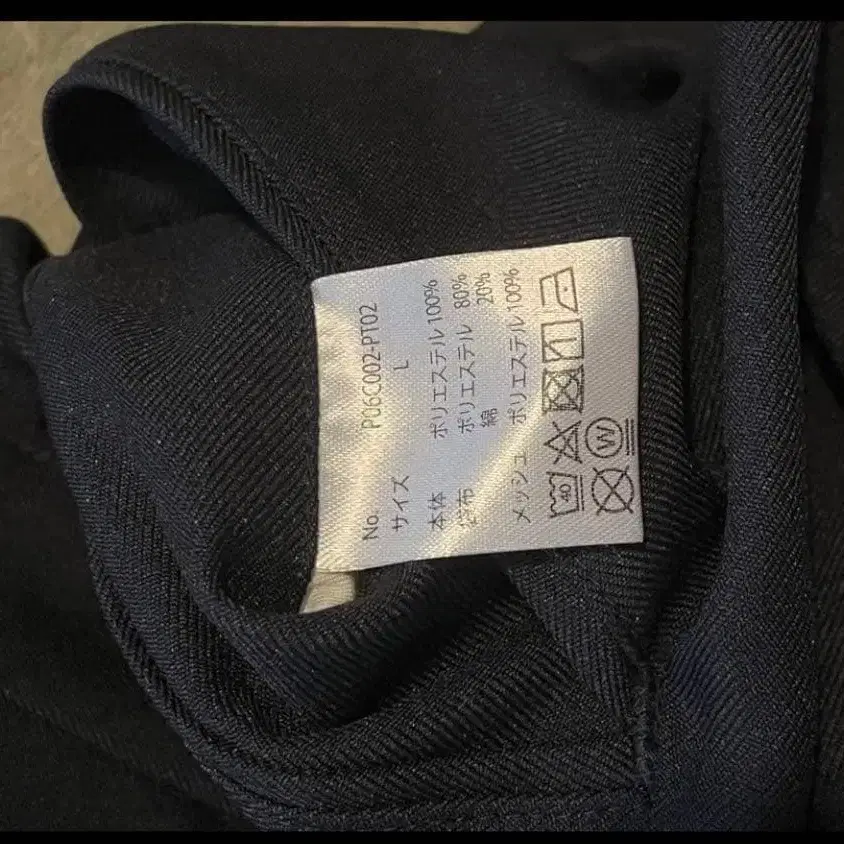 No. P06C002-PT02
サイズ L
本体 ポリエステル100%
袋布 ポリエステル 80%
綿 20%
メッシュ ポリエステル100%
40
W